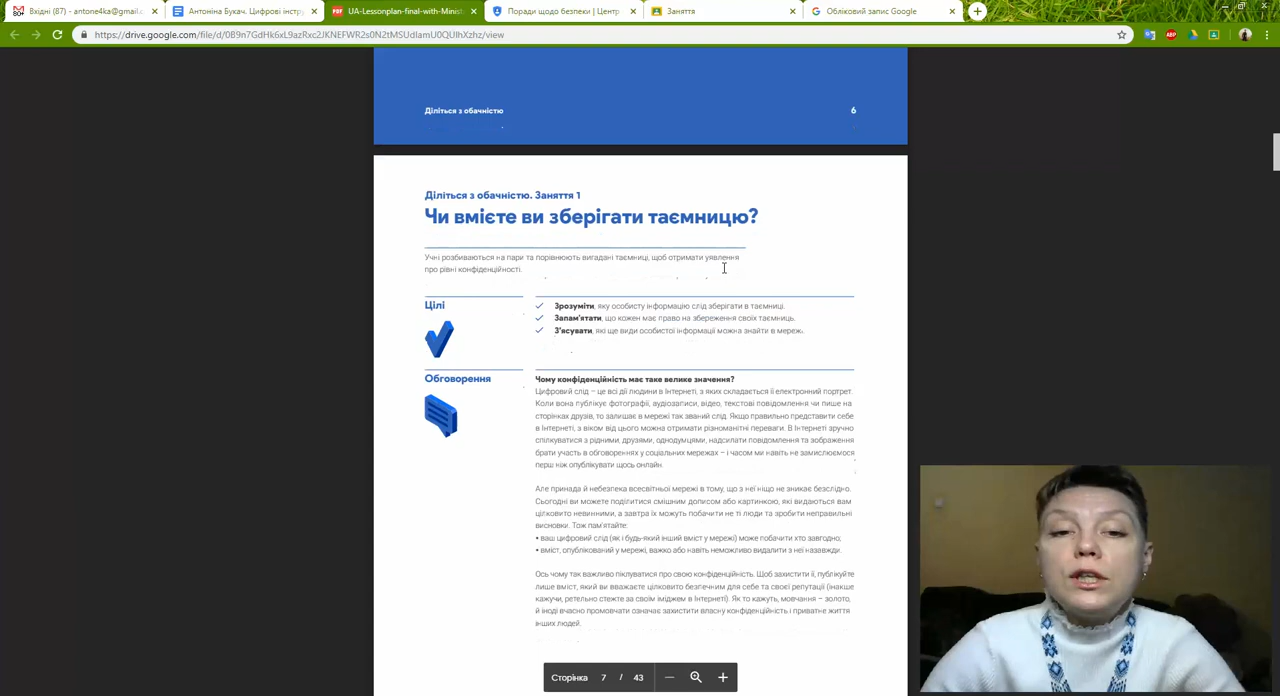 Вхідні (87) - antone4ka@gmail.c
Антоніна Букач. Цифрові інстр
UA-Lessonplan-final-with-Minist
Поради щодо безпеки | Центр
Заняття
Обліковий запис Google
https://drive.google.com/file/d/0B9n7GdHk6xL9azRxc2JKNEFWR2s0N2tMSUdIamU0QUlhXzhz/view
Діліться з обачністю
6
Діліться з обачністю. Заняття 1
Чи вмієте ви зберігати таємницю?
Учні розбиваються на пари та порівнюють вигадані таємниці, щоб отримати уявлення
про рівні конфіденційності.
Цілі
Зрозуміти, яку особисту інформацію слід зберігати в таємниці.
Запам'ятати, що кожен має право на збереження своїх таємниць.
З'ясувати, які ще види особистої інформації можна знайти в мережі
Обговорення
Чому конфіденційність має таке велике значення?
Цифровий слід – це всі дії людини в Інтернеті, з яких складається її електронний портрет.
Коли вона публікує фотографії, аудіозаписи, відео, текстові повідомлення чи пише на
сторінках друзів, то залишає в мережі так званий слід. Якщо правильно представити себе
в Інтернеті, з віком від цього можна отримати різноманітні переваги. В Інтернеті зручно
спілкуватися з рідними, друзями, однодумцями, надсилати повідомлення та зображення
брати участь в обговореннях у соціальних мережах – і часом ми навіть не замислюємося
перш ніж опублікувати щось онлайн.
Але принада й небезпека всесвітньої мережі в тому, що з неї ніщо не зникає безслідно.
Сьогодні ви можете поділитися смішним дописом або картинкою, які видаються вам
цілковито невинними, а завтра їх можуть побачити не ті люди та зробити неправильні
висновки. Тож пам'ятайте:
• ваш цифровий слід (як і будь-який інший вміст у мережі) може побачити хто завгодно;
• вміст, опублікований у мережі, важко або навіть неможливо видалити з неї назавжди.
Ось чому так важливо піклуватися про свою конфіденційність. Щоб захистити її, публікуйте
лише вміст, який ви вважаєте цілковито безпечним для себе та своєї репутації (інакше
кажучи, ретельно стежте за своїм іміджем в Інтернеті). Як то кажуть, мовчання – золото,
й іноді вчасно промовчати означає захистити власну конфіденційність і приватне життя
інших людей.
Сторінка 7 / 43